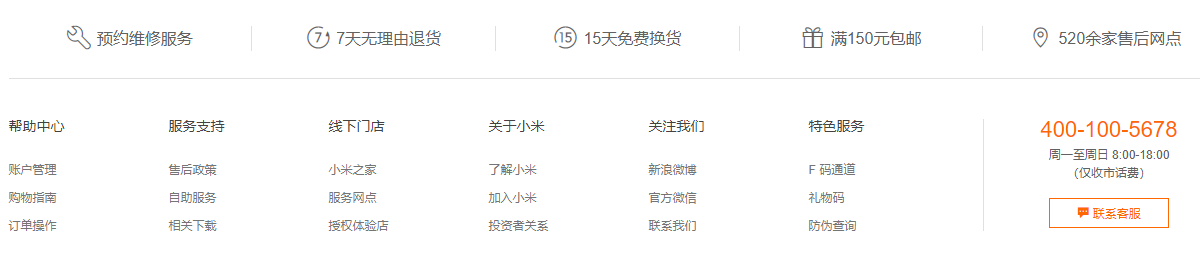 预约维修服务
7天无理由退货
15天免费换货
满150元包邮
520余家售后网点
帮助中心
账户管理
购物指南
订单操作
服务支持
售后政策
自助服务
相关下载
线下门店
小米之家
服务网点
授权体验店
关于小米
了解小米
加入小米
投资者关系
关注我们
新浪微博
官方微信
联系我们
特色服务
F 码通道
礼物码
防伪查询
400-100-5678
周一至周日 8:00-18:00
（仅收市话费）
联系客服